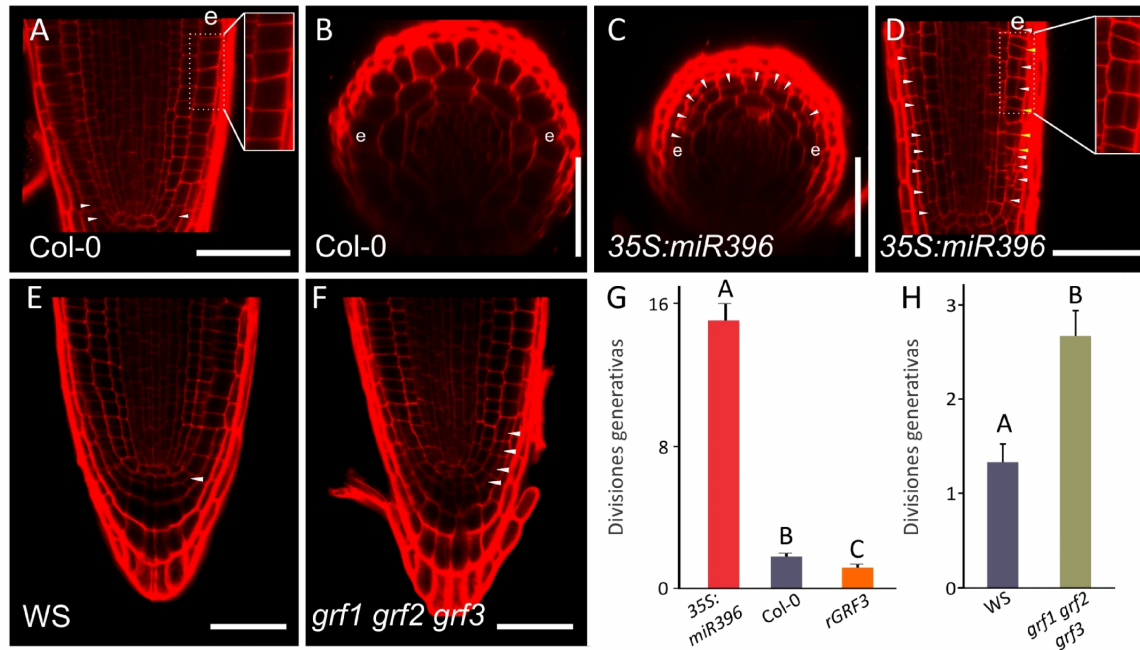 A
e
Col-0
B
e
e
Col-0
C
e
e
35S:miR396
D
e
35S:miR396
E
WS
F
grf1 grf2 grf3
G
Divisiones generativas
16
8
0
A
B
C
35S:
miR396
Col-0
rGRF3
H
Divisiones generativas
3
2
1
0
A
B
WS
grf1 grf2
grf3